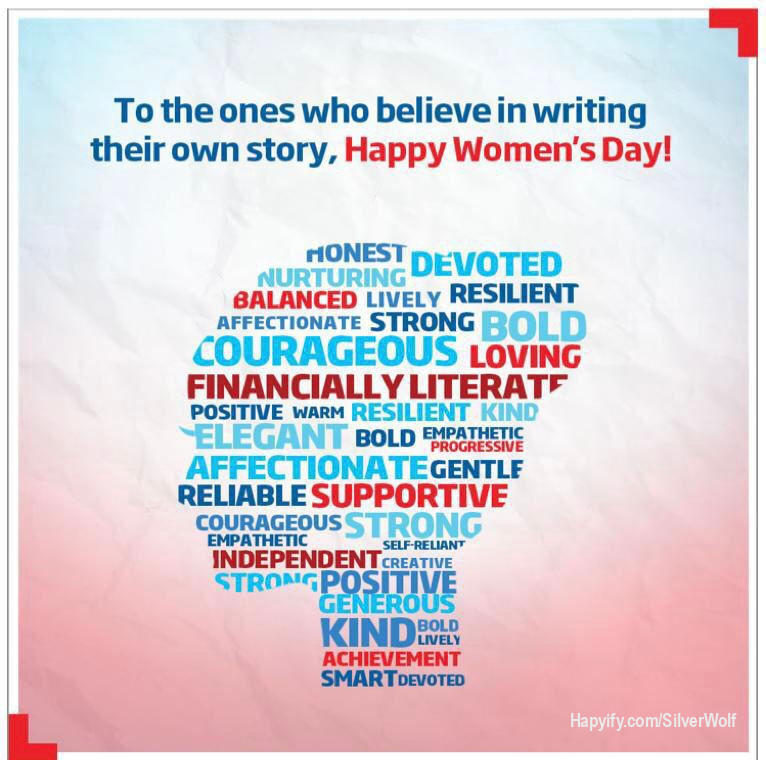 To the ones who believe in writing
their own story, Happy Women's Day!
HONEST DEVOTED
NURTURING
BALANCED LIVELY RESILIENT
AFFECTIONATE STRONG BOLD
COURAGEOUS LOVING
FINANCIALLY LITERATE
POSITIVE WARM RESILIENT KIND
ELEGANT BOLD EMPATHETIC
PROGRESSIVE
AFFECTIONATE GENTLE
RELIABLE SUPPORTIVE
COURAGEOUS STRONG
EMPATHETIC SELF-RELIANT
INDEPENDENT CREATIVE
STRONG POSITIVE
GENEROUS
KIND BOLD
LIVELY
ACHIEVEMENT
SMART DEVOTED
Hapyify.com/SilverWolf